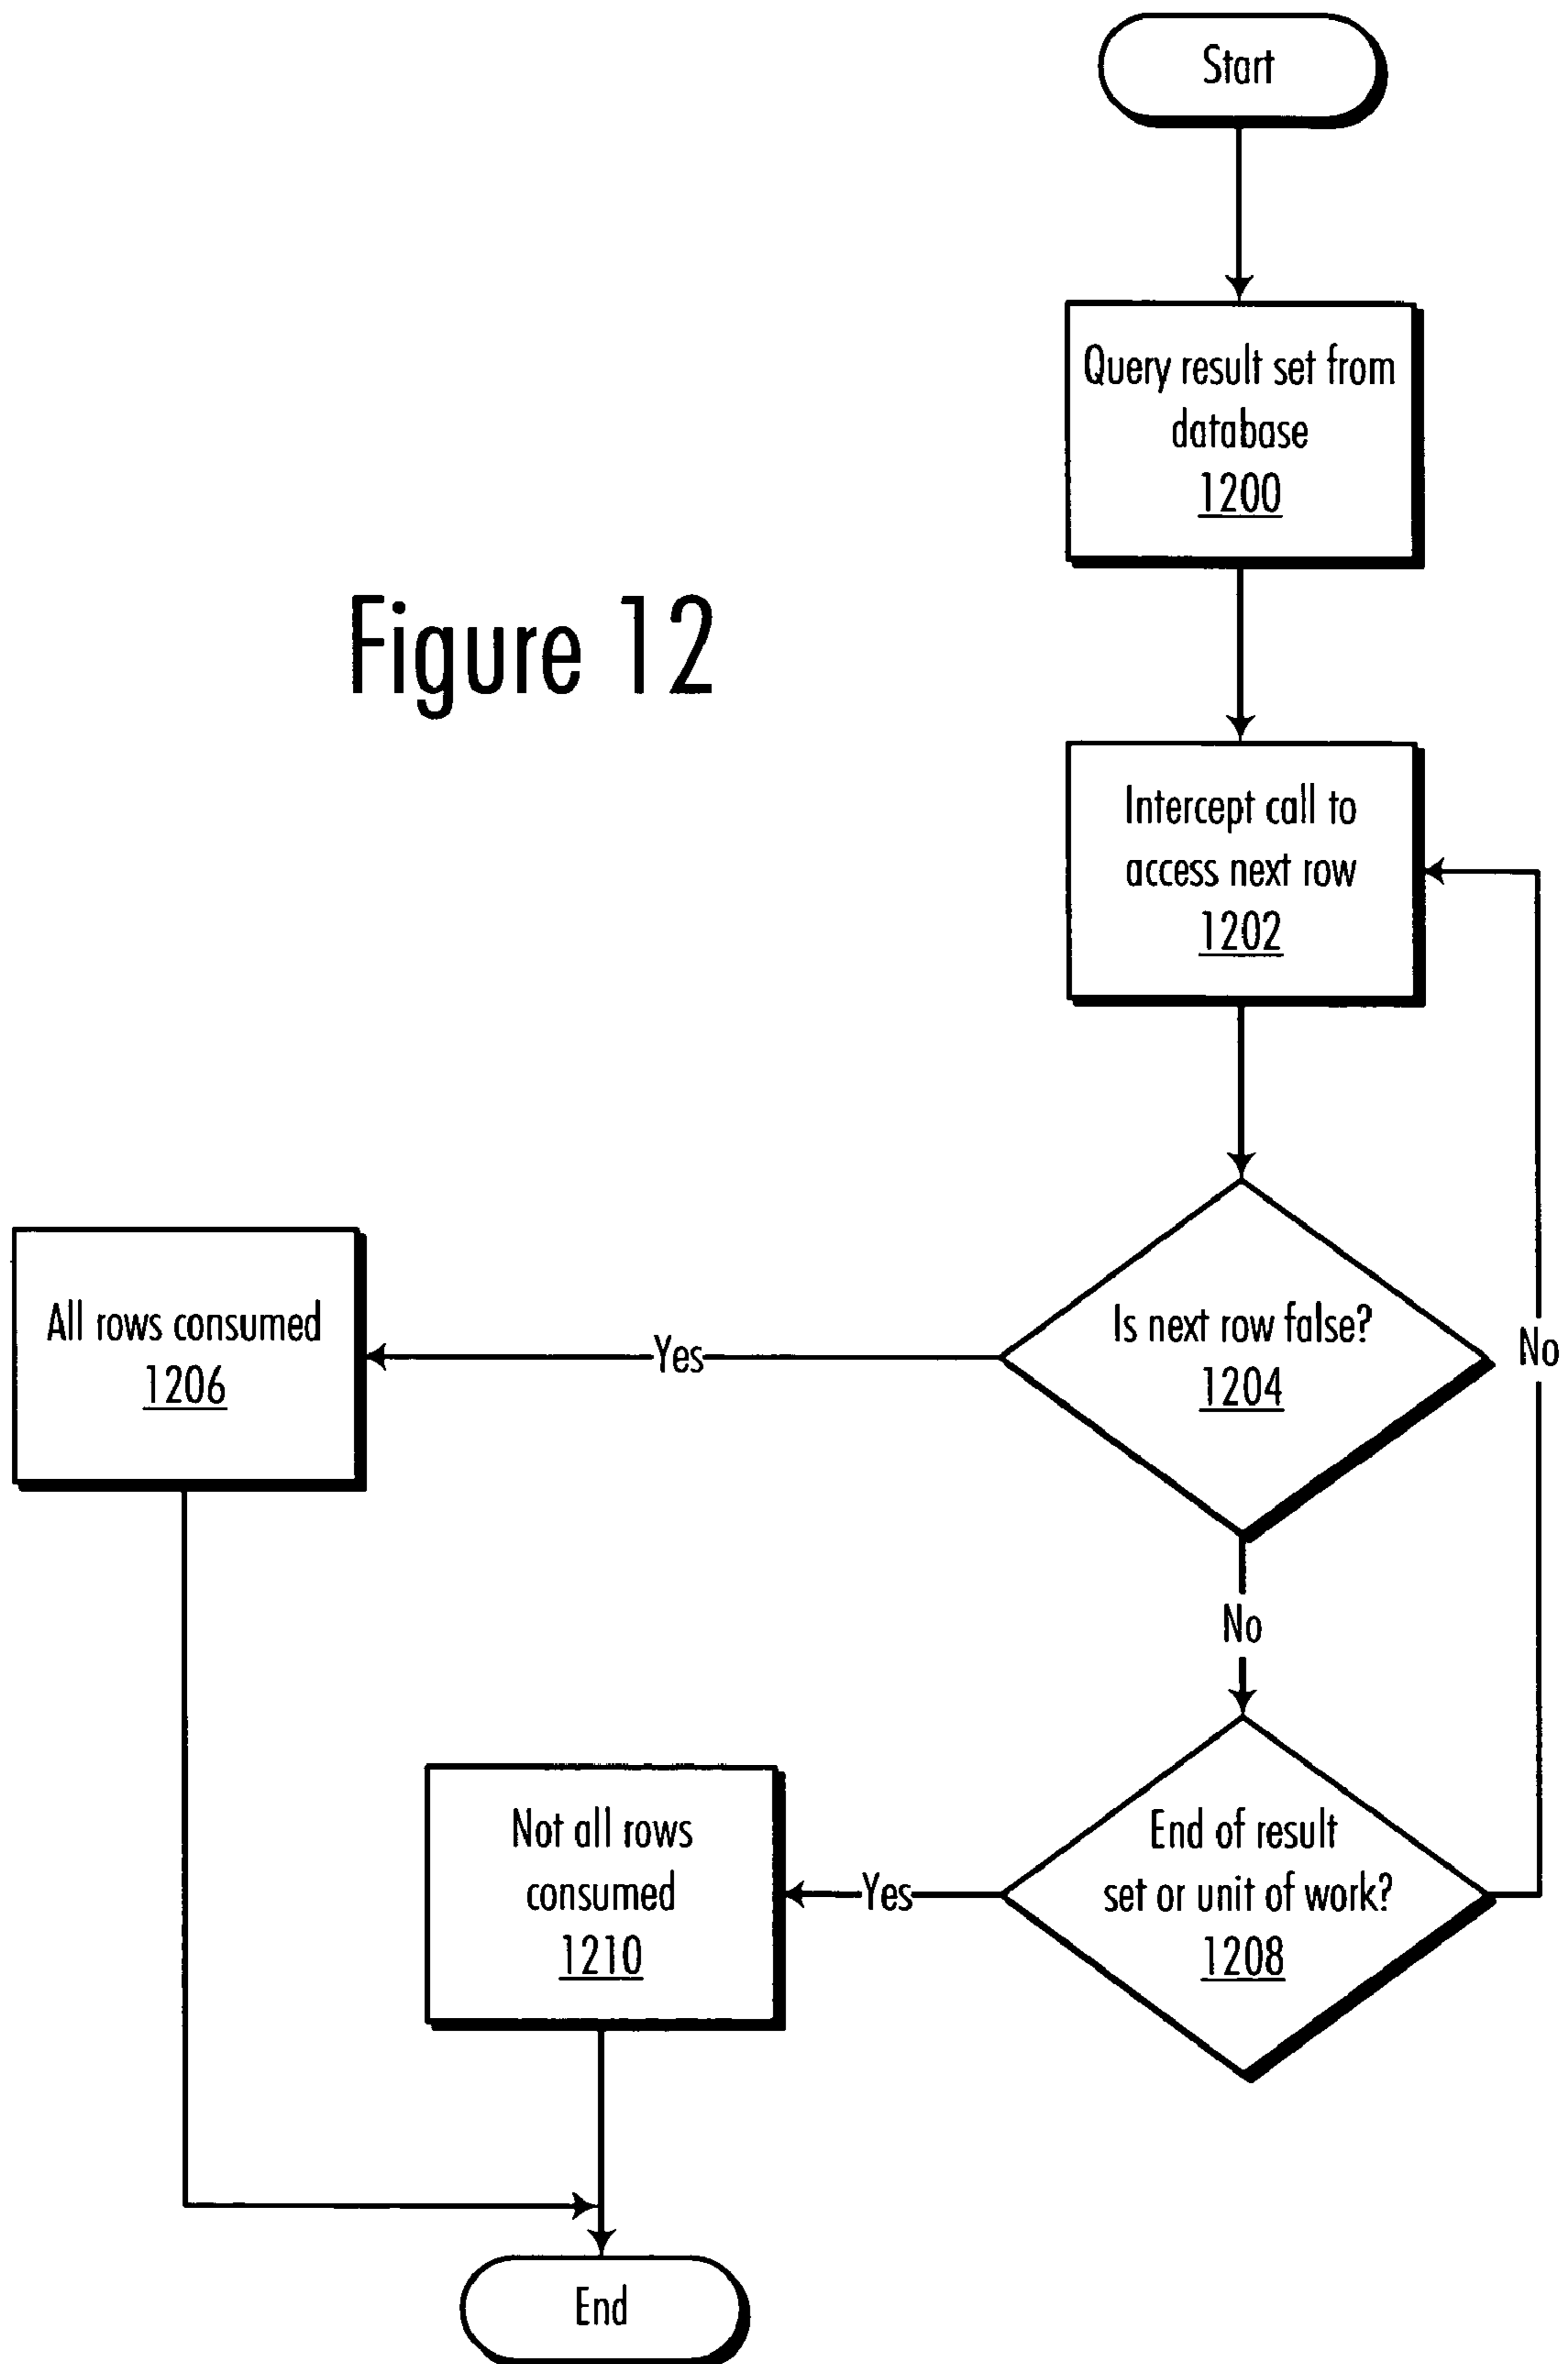 Start
Query result set from
database
1200
Figure 12
Intercept call to
access next row
1202
Is next row false?
1204
Yes
All rows consumed
1206
No
No
End of result
set or unit of work?
1208
Yes
Not all rows
consumed
1210
End